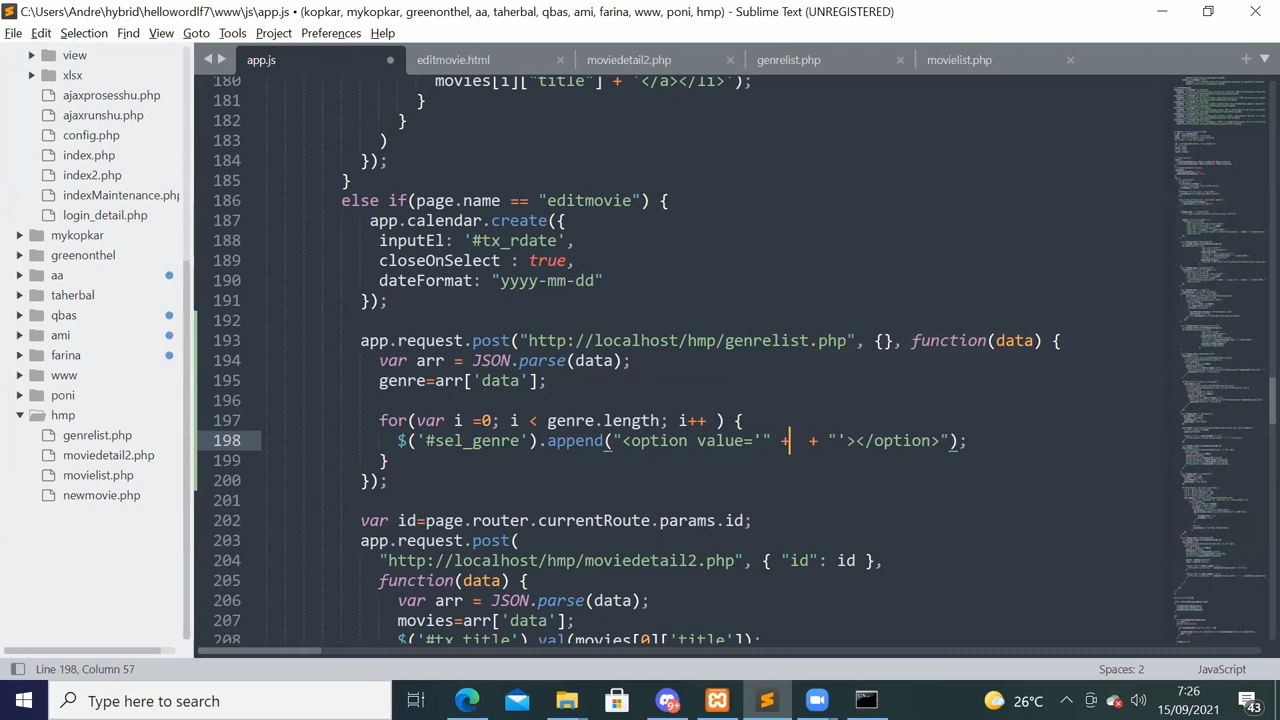 C:\Users\Andre\hybrid\hellowordlf7\www\js\app.js • (kopkar, mykopkar, greenonthel, aa, taherbal, qbas, ami, farina, www, poni, hmp) - Sublime Text (UNREGISTERED)
File Edit Selection Find View Goto Tools Project Preferences Help
view
xlsx
ajaxprosesshu.php
ajaxrunshu.php
config.php
index.php
index2.php
indexMaintenance.php
login_detail.php
mykopkar
greenonthel
aa
taherbal
qbas
ami
farina
www
poni
hmp
genrelist.php
moviedetail2.php
movielist.php
newmovie.php
app.js editmovie.html moviedetail2.php genrelist.php movielist.php
180 movies[i]["title"] + '</a></li>');
181 }
182 }
183 )
184 });
185 }
186 else if(page.name == "editmovie") {
187 app.calendar.create({
188 inputEl: '#tx_rdate',
189 closeOnSelect : true,
190 dateFormat: "yyyy-mm-dd"
191 });
192
193 app.request.post("http://localhost/hmp/genrelist.php", {}, function(data) {
194 var arr = JSON.parse(data);
195 genre=arr['data'];
196
197 for(var i =0; i < genre.length; i++ ) {
198 $('#sel_genre').append("<option value='" + + "'></option>");
199 }
200 });
201
202 var id=page.router.currentRoute.params.id;
203 app.request.post(
204 "http://localhost/hmp/moviedetail2.php", { "id": id },
205 function(data) {
206 var arr = JSON.parse(data);
207 movies=arr['data'];
208 $('#tx_title').val(movies[0]['title']);
Line 198, Column 57 Spaces: 2 JavaScript
Type here to search
26°C
7:26
15/09/2021
43